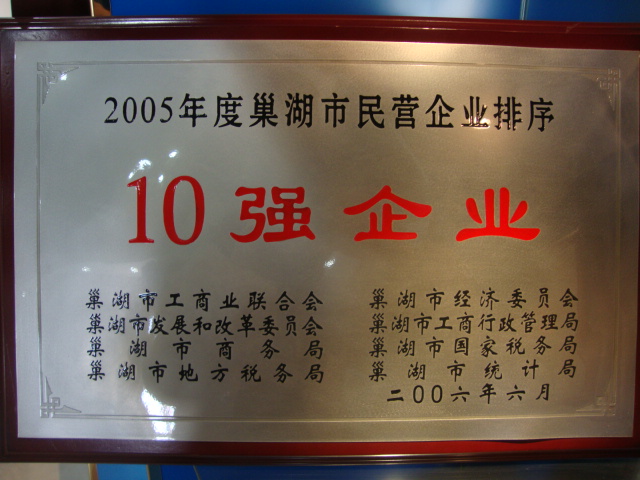 2005年度巢湖市民营企业排序
10强企业
巢湖市工商业联合会
巢湖市发展和改革委员会
巢湖市商务局
巢湖市地方税务局
巢湖市经济委员会
巢湖市工商行政管理局
巢湖市国家税务局
巢湖市统计局
二00六年六月